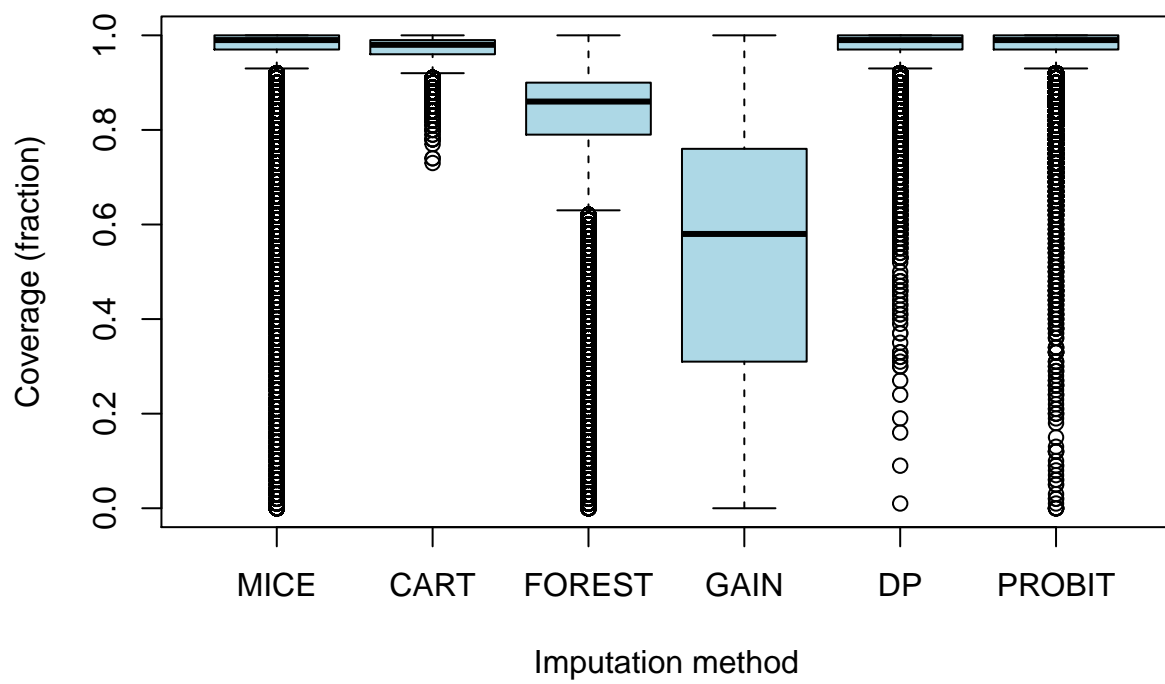 Coverage (fraction)
1.0
0.8
0.6
0.4
0.2
0.0
MICE CART FOREST GAIN DP PROBIT
Imputation method